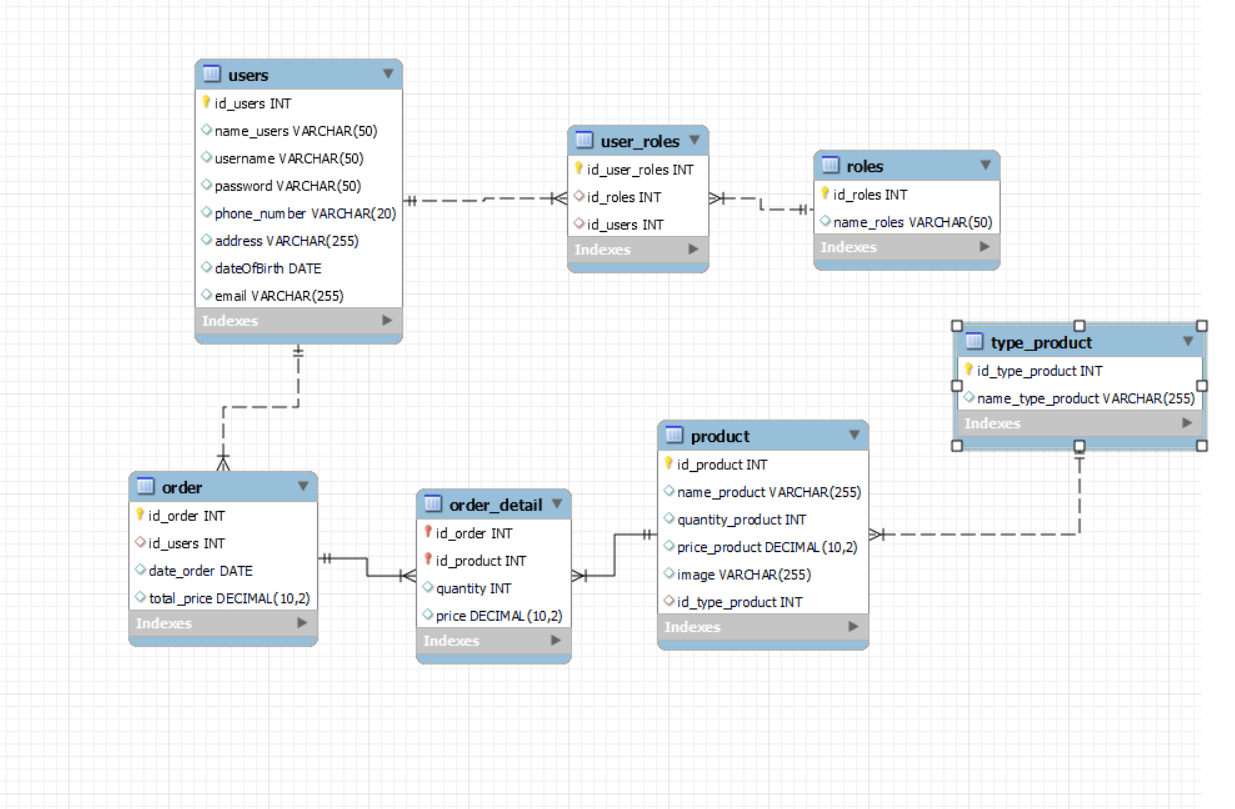 users
id_users INT
name_users VARCHAR(50)
username VARCHAR(50)
password VARCHAR(50)
phone_number VARCHAR(20)
address VARCHAR(255)
dateOfBirth DATE
email VARCHAR(255)
Indexes
user_roles
id_user_roles INT
id_roles INT
id_users INT
Indexes
roles
id_roles INT
name_roles VARCHAR(50)
Indexes
type_product
id_type_product INT
name_type_product VARCHAR(255)
Indexes
order
id_order INT
id_users INT
date_order DATE
total_price DECIMAL(10,2)
Indexes
order_detail
id_order INT
id_product INT
quantity INT
price DECIMAL(10,2)
Indexes
product
id_product INT
name_product VARCHAR(255)
quantity_product INT
price_product DECIMAL(10,2)
image VARCHAR(255)
id_type_product INT
Indexes